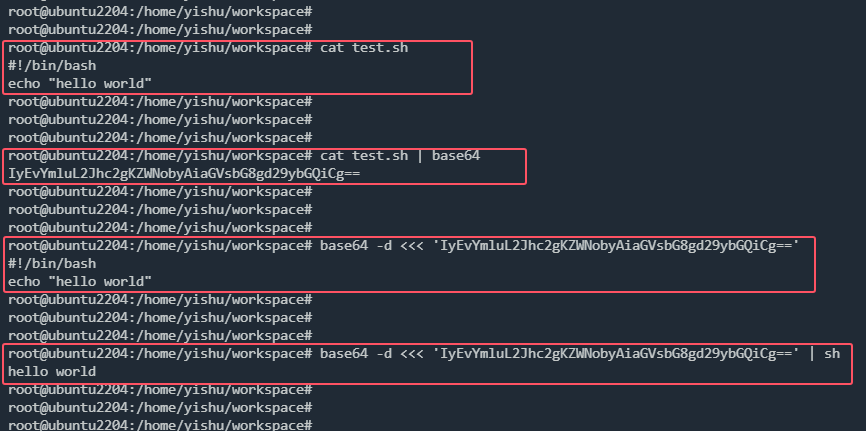 root@ubuntu2204:/home/yishu/workspace#
root@ubuntu2204:/home/yishu/workspace#
root@ubuntu2204:/home/yishu/workspace# cat test.sh
#!/bin/bash
echo "hello world"
root@ubuntu2204:/home/yishu/workspace#
root@ubuntu2204:/home/yishu/workspace#
root@ubuntu2204:/home/yishu/workspace#
root@ubuntu2204:/home/yishu/workspace# cat test.sh | base64
IyEvYmluL2Jhc2gKZWNobyAiaGVsbG8gd29ybGQiCg==
root@ubuntu2204:/home/yishu/workspace#
root@ubuntu2204:/home/yishu/workspace#
root@ubuntu2204:/home/yishu/workspace#
root@ubuntu2204:/home/yishu/workspace# base64 -d <<< 'IyEvYmluL2Jhc2gKZWNobyAiaGVsbG8gd29ybGQiCg=='
#!/bin/bash
echo "hello world"
root@ubuntu2204:/home/yishu/workspace#
root@ubuntu2204:/home/yishu/workspace#
root@ubuntu2204:/home/yishu/workspace#
root@ubuntu2204:/home/yishu/workspace# base64 -d <<< 'IyEvYmluL2Jhc2gKZWNobyAiaGVsbG8gd29ybGQiCg==' | sh
hello world
root@ubuntu2204:/home/yishu/workspace#
root@ubuntu2204:/home/yishu/workspace#
root@ubuntu2204:/home/yishu/workspace#